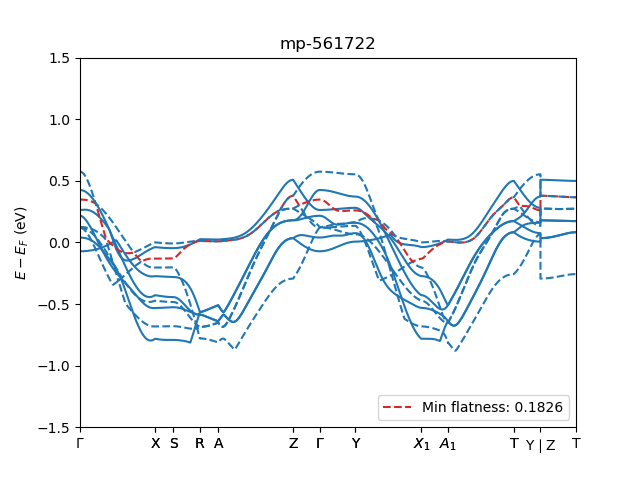 mp-561722
E − E_F (eV)
1.5
1.0
0.5
0.0
−0.5
−1.0
−1.5
Min flatness: 0.1826
Γ X S R A Z Γ Y X₁ A₁ T Y | Z T